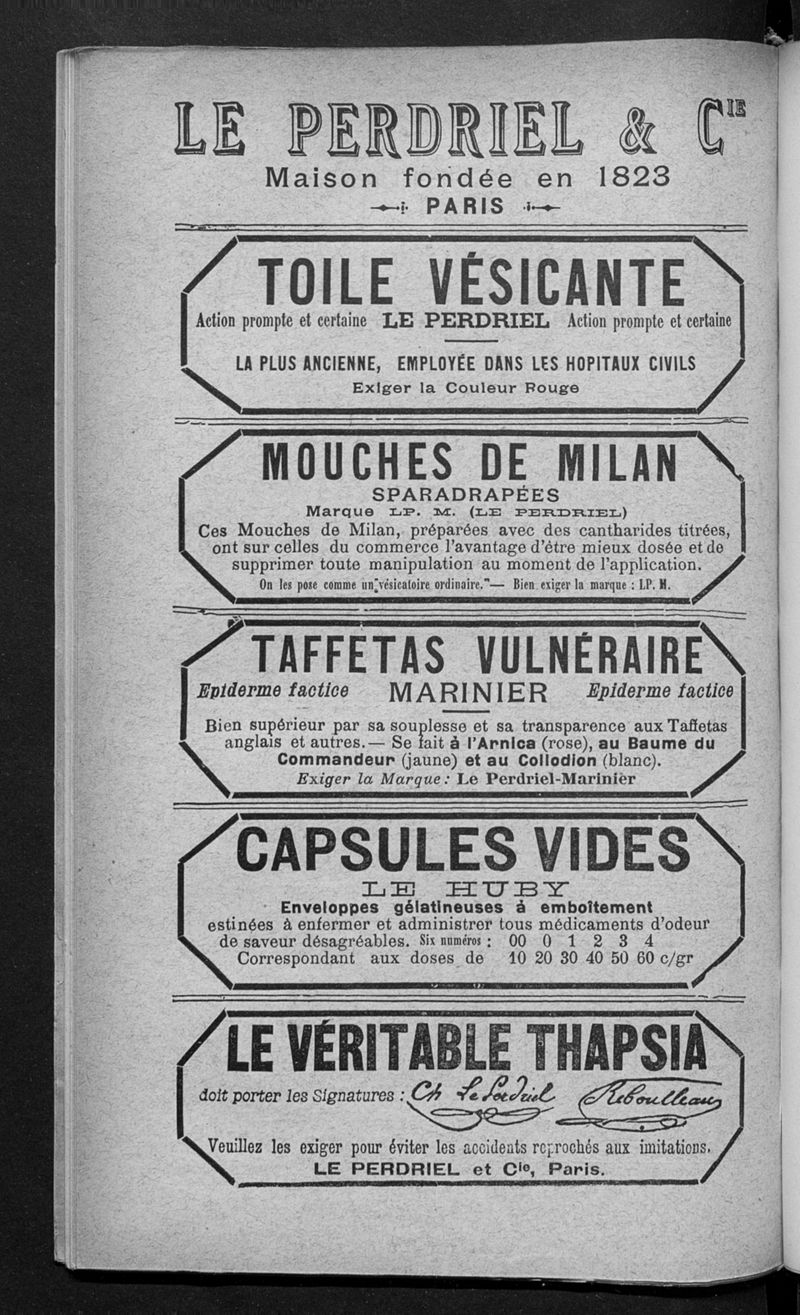 LE PERDRIEL & CIE
Maison fondée en 1823
PARIS
TOILE VÉSICANTE
Action prompte et certaine LE PERDRIEL Action prompte et certaine
LA PLUS ANCIENNE, EMPLOYÉE DANS LES HOPITAUX CIVILS
Exiger la Couleur Rouge
MOUCHES DE MILAN
SPARADRAPÉES
Marque LP. M. (LE PERDRIEL)
Ces Mouches de Milan, préparées avec des cantharides titrées,
ont sur celles du commerce l'avantage d'être mieux dosée et de
supprimer toute manipulation au moment de l'application.
On les pose comme un vésicatoire ordinaire. — Bien exiger la marque : LP. M.
TAFFETAS VULNÉRAIRE
Epiderme factice MARINIER Epiderme factice
Bien supérieur par sa souplesse et sa transparence aux Taffetas
anglais et autres. — Se fait à l'Arnica (rose), au Baume du
Commandeur (jaune) et au Collodion (blanc).
Exiger la Marque : Le Perdriel-Marinier
CAPSULES VIDES
LE HUBY
Enveloppes gélatineuses à emboîtement
estinées à enfermer et administrer tous médicaments d'odeur
de saveur désagréables. Six numéros : 00 0 1 2 3 4
Correspondant aux doses de 10 20 30 40 50 60 c/gr
LE VÉRITABLE THAPSIA
doit porter les Signatures : Ch Le Perdriel Reboulleau
Veuillez les exiger pour éviter les accidents reprochés aux imitations.
LE PERDRIEL et Cie, Paris.